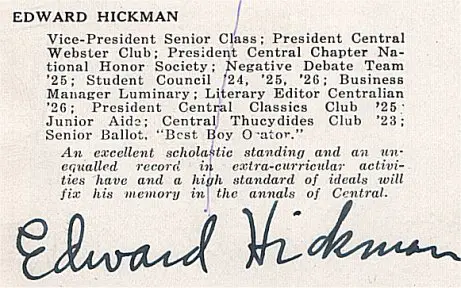 EDWARD HICKMAN
Vice-President Senior Class; President Central
Webster Club; President Central Chapter Na-
tional Honor Society; Negative Debate Team
'25; Student Council '24, '25, '26; Business
Manager Luminary; Literary Editor Centralian
'26; President Central Classics Club '25
Junior Aide; Central Thucydides Club '23;
Senior Ballot. "Best Boy O ator."
An excellent scholastic standing and an un-
equalled record in extra-curricular activi-
ties have and a high standard of ideals will
fix his memory in the annals of Central.
Edward Hickman